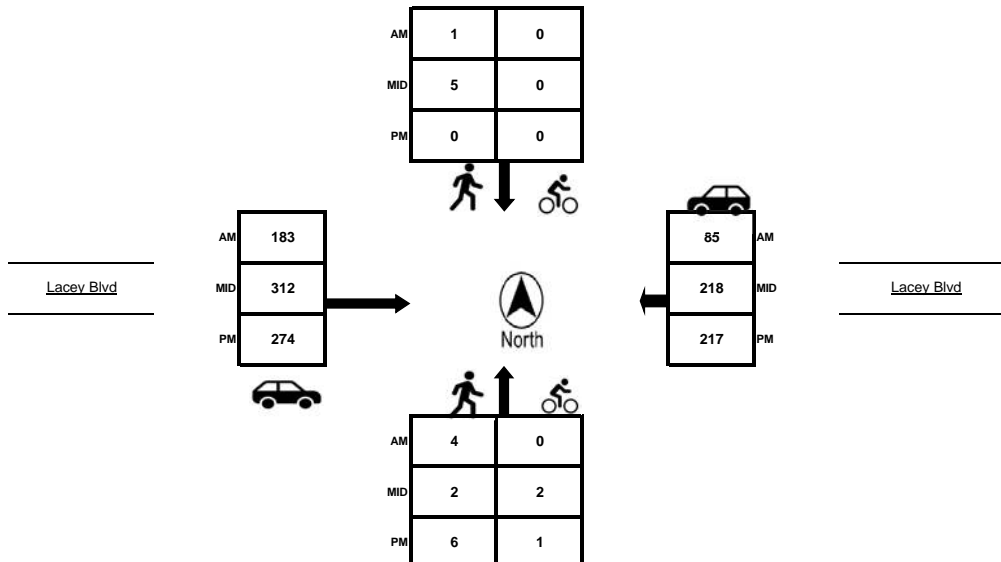 AM 1 0
MID 5 0
PM 0 0
AM 183
85 AM
Lacey Blvd
MID 312
218 MID
Lacey Blvd
PM 274
217 PM
North
AM 4 0
MID 2 2
PM 6 1